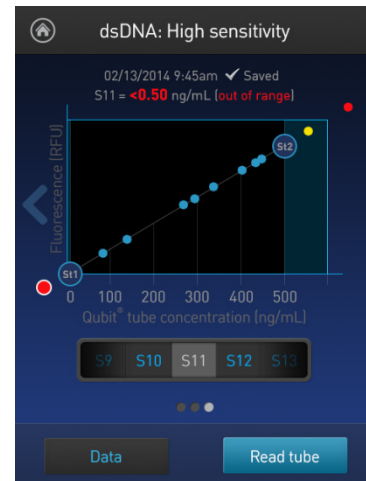 dsDNA: High sensitivity
02/13/2014 9:45am ✓ Saved
S11 = <0.50 ng/mL (out of range)
Fluorescence (RFU)
St2
St1
0 100 200 300 400 500
Qubit® tube concentration (ng/mL)
S9 S10 S11 S12 S13
Data Read tube